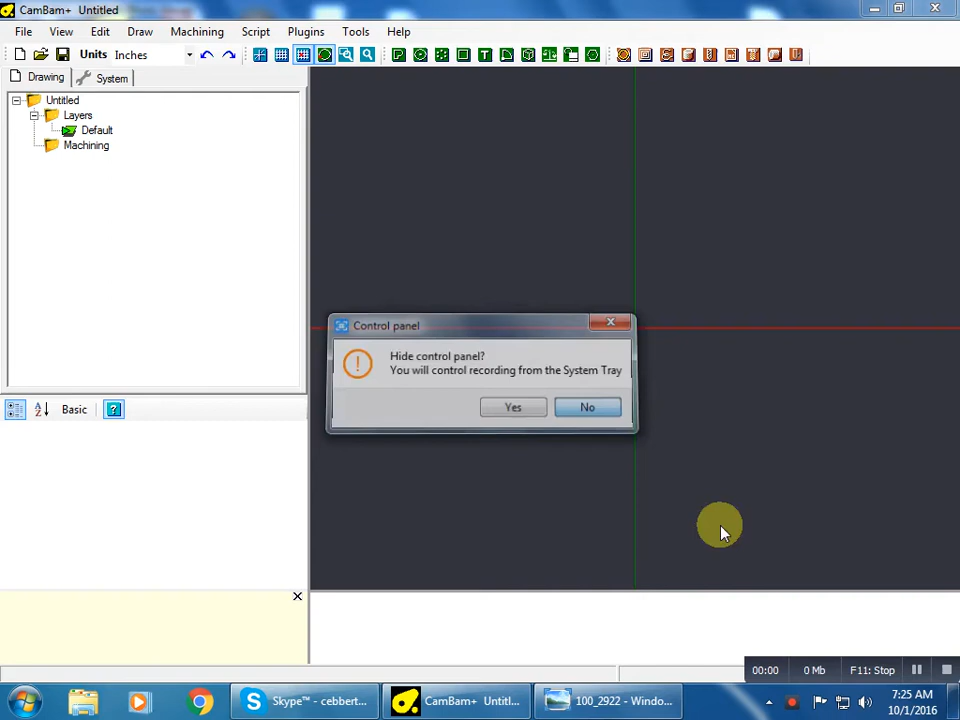 CamBam+ Untitled
File View Edit Draw Machining Script Plugins Tools Help
Units Inches
Drawing System
Untitled
Layers
Default
Machining
Control panel
Hide control panel?
You will control recording from the System Tray
Yes No
Basic
00:00 0 Mb F11: Stop
Skype™ - cebbert... CamBam+ Untitl... 100_2922 - Windo...
7:25 AM
10/1/2016